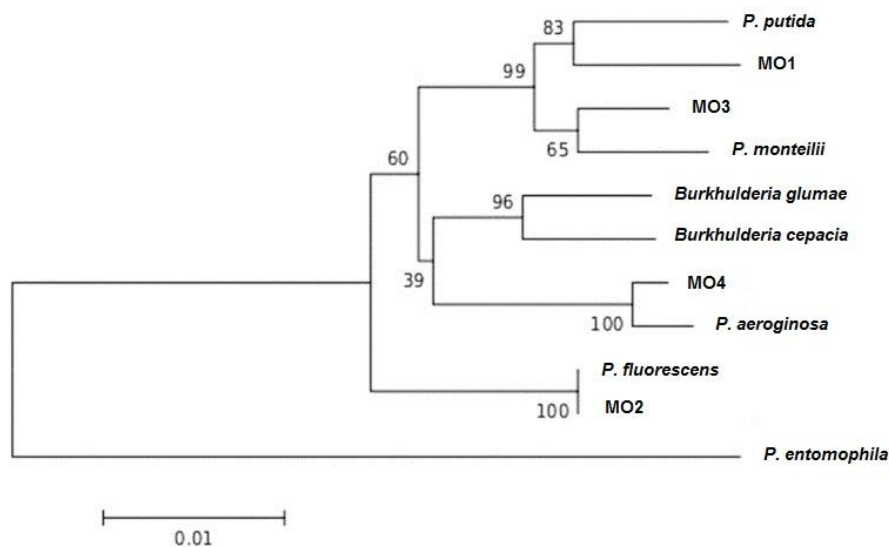 83
P. putida
MO1
99
MO3
65
P. monteilii
60
96
Burkhulderia glumae
Burkhulderia cepacia
39
MO4
100
P. aeroginosa
P. fluorescens
100
MO2
P. entomophila
0.01